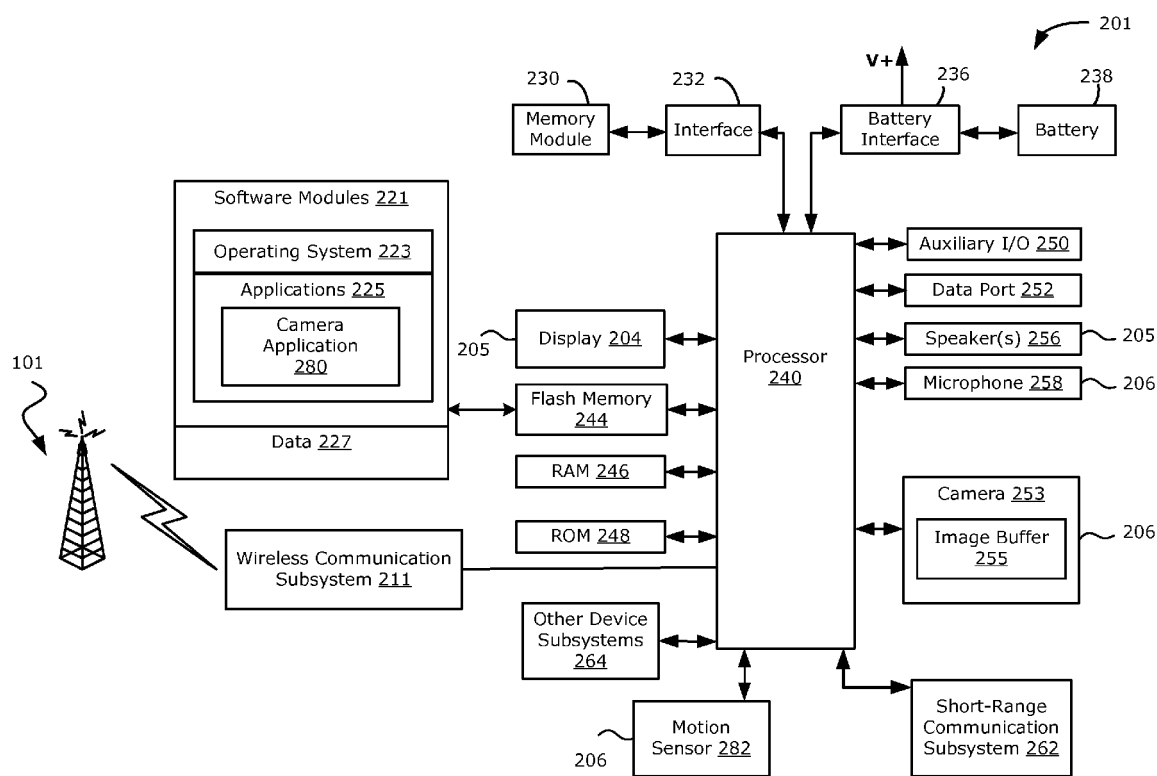 201
V+
230
232
236
238
Memory
Module
Interface
Battery
Interface
Battery
Software Modules 221
Operating System 223
Applications 225
Camera
Application
280
Data 227
101
Wireless Communication
Subsystem 211
205
Display 204
Flash Memory
244
RAM 246
ROM 248
Other Device
Subsystems
264
206
Motion
Sensor 282
Processor
240
Auxiliary I/O 250
Data Port 252
Speaker(s) 256
205
Microphone 258
206
Camera 253
Image Buffer
255
206
Short-Range
Communication
Subsystem 262